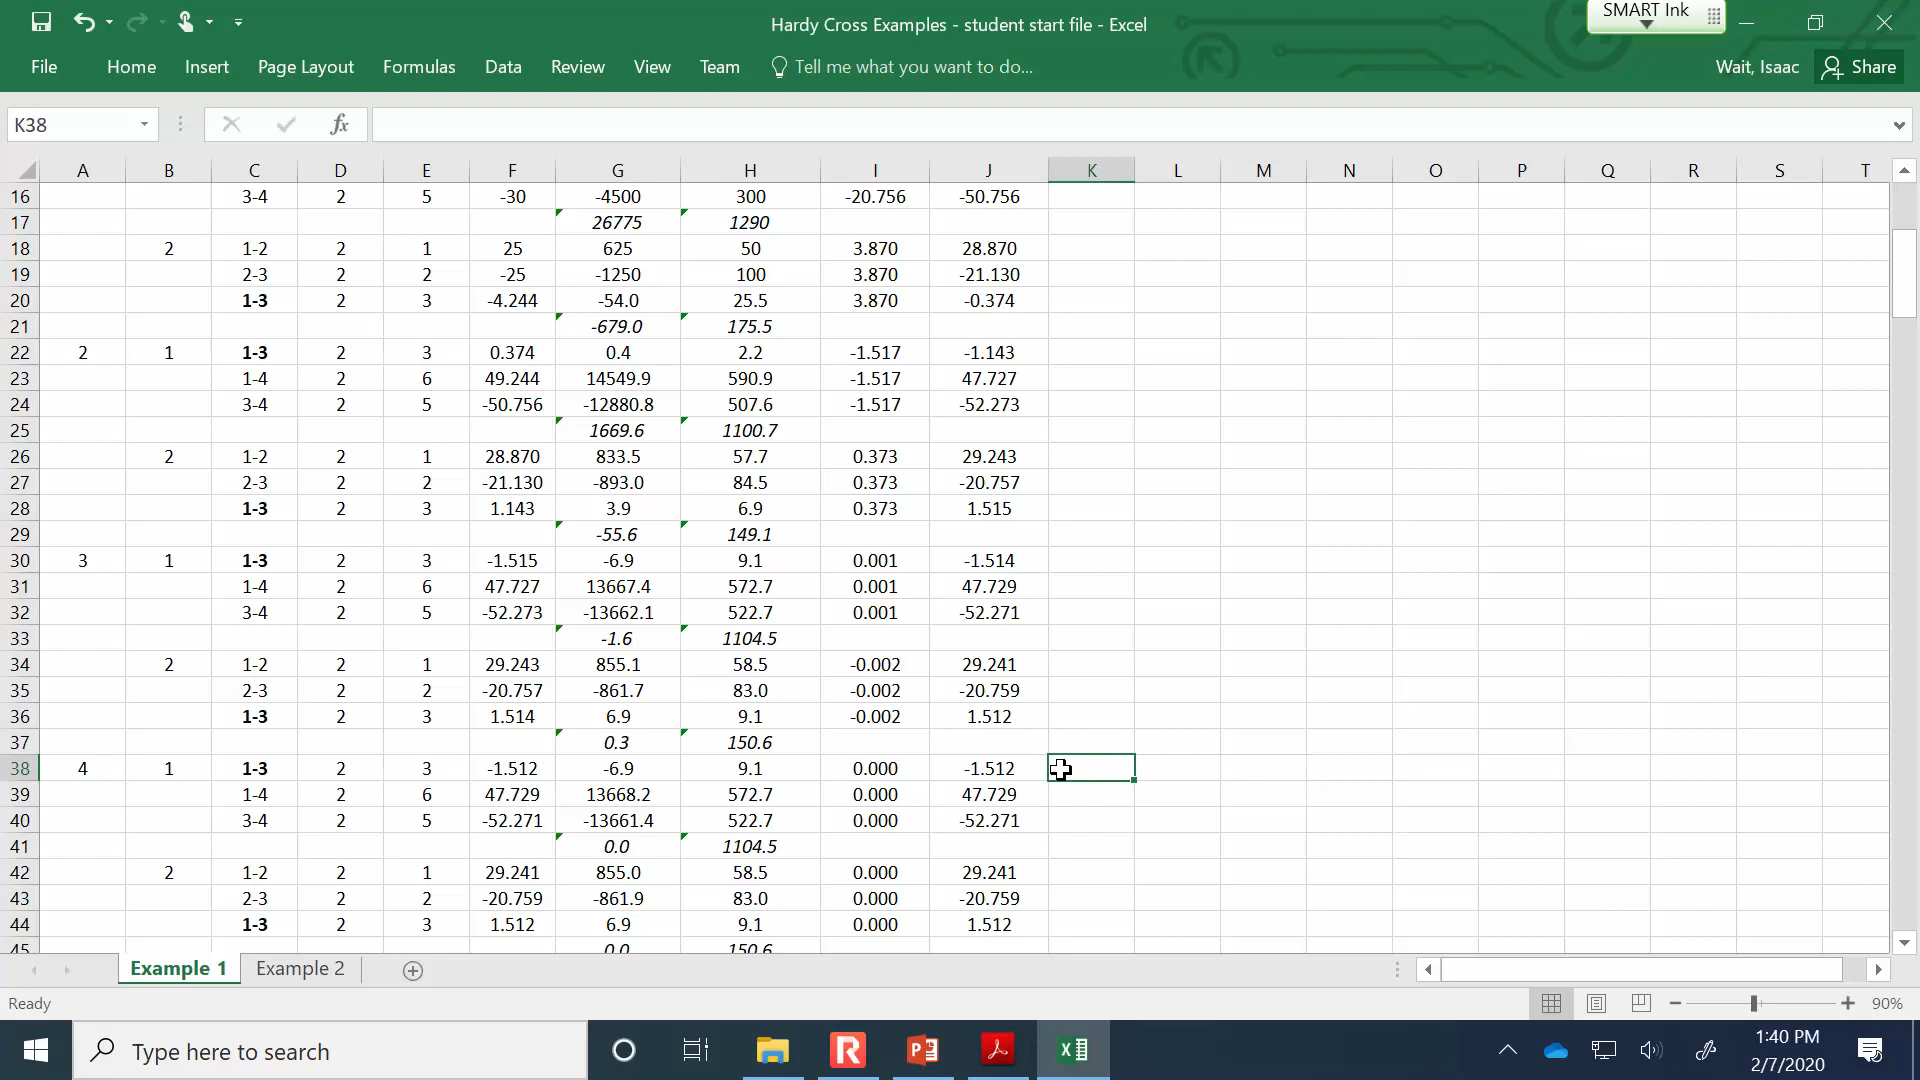 Hardy Cross Examples - student start file - Excel
SMART Ink
File Home Insert Page Layout Formulas Data Review View Team Tell me what you want to do... Wait, Isaac Share
K38 fx
A B C D E F G H I J K L M N O P Q R S T
16 3-4 2 5 -30 -4500 300 -20.756 -50.756
17 26775 1290
18 2 1-2 2 1 25 625 50 3.870 28.870
19 2-3 2 2 -25 -1250 100 3.870 -21.130
20 1-3 2 3 -4.244 -54.0 25.5 3.870 -0.374
21 -679.0 175.5
22 2 1 1-3 2 3 0.374 0.4 2.2 -1.517 -1.143
23 1-4 2 6 49.244 14549.9 590.9 -1.517 47.727
24 3-4 2 5 -50.756 -12880.8 507.6 -1.517 -52.273
25 1669.6 1100.7
26 2 1-2 2 1 28.870 833.5 57.7 0.373 29.243
27 2-3 2 2 -21.130 -893.0 84.5 0.373 -20.757
28 1-3 2 3 1.143 3.9 6.9 0.373 1.515
29 -55.6 149.1
30 3 1 1-3 2 3 -1.515 -6.9 9.1 0.001 -1.514
31 1-4 2 6 47.727 13667.4 572.7 0.001 47.729
32 3-4 2 5 -52.273 -13662.1 522.7 0.001 -52.271
33 -1.6 1104.5
34 2 1-2 2 1 29.243 855.1 58.5 -0.002 29.241
35 2-3 2 2 -20.757 -861.7 83.0 -0.002 -20.759
36 1-3 2 3 1.514 6.9 9.1 -0.002 1.512
37 0.3 150.6
38 4 1 1-3 2 3 -1.512 -6.9 9.1 0.000 -1.512
39 1-4 2 6 47.729 13668.2 572.7 0.000 47.729
40 3-4 2 5 -52.271 -13661.4 522.7 0.000 -52.271
41 0.0 1104.5
42 2 1-2 2 1 29.241 855.0 58.5 0.000 29.241
43 2-3 2 2 -20.759 -861.9 83.0 0.000 -20.759
44 1-3 2 3 1.512 6.9 9.1 0.000 1.512
45 0.0 150.6
Example 1 Example 2
Ready 90%
Type here to search
1:40 PM
2/7/2020